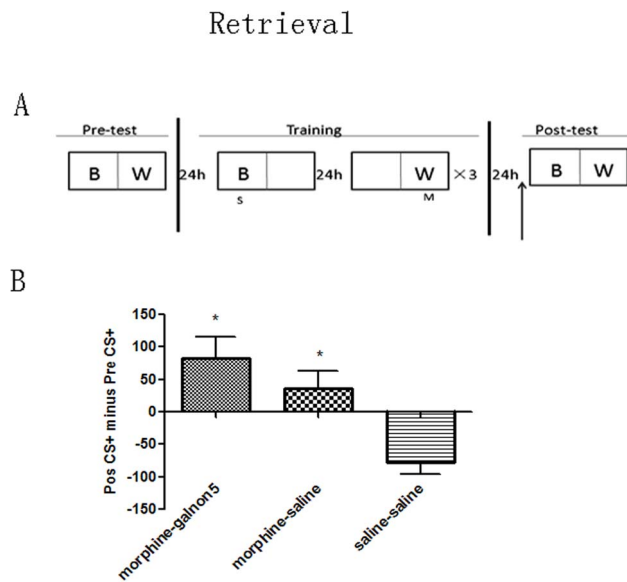 Retrieval
A
Pre-test Training Post-test
B W 24h B 24h W ×3 24h B W
S M
B
Pos CS+ minus Pre CS+
150
100
50
0
-50
-100
-150
* *
morphine-galnon5 morphine-saline saline-saline